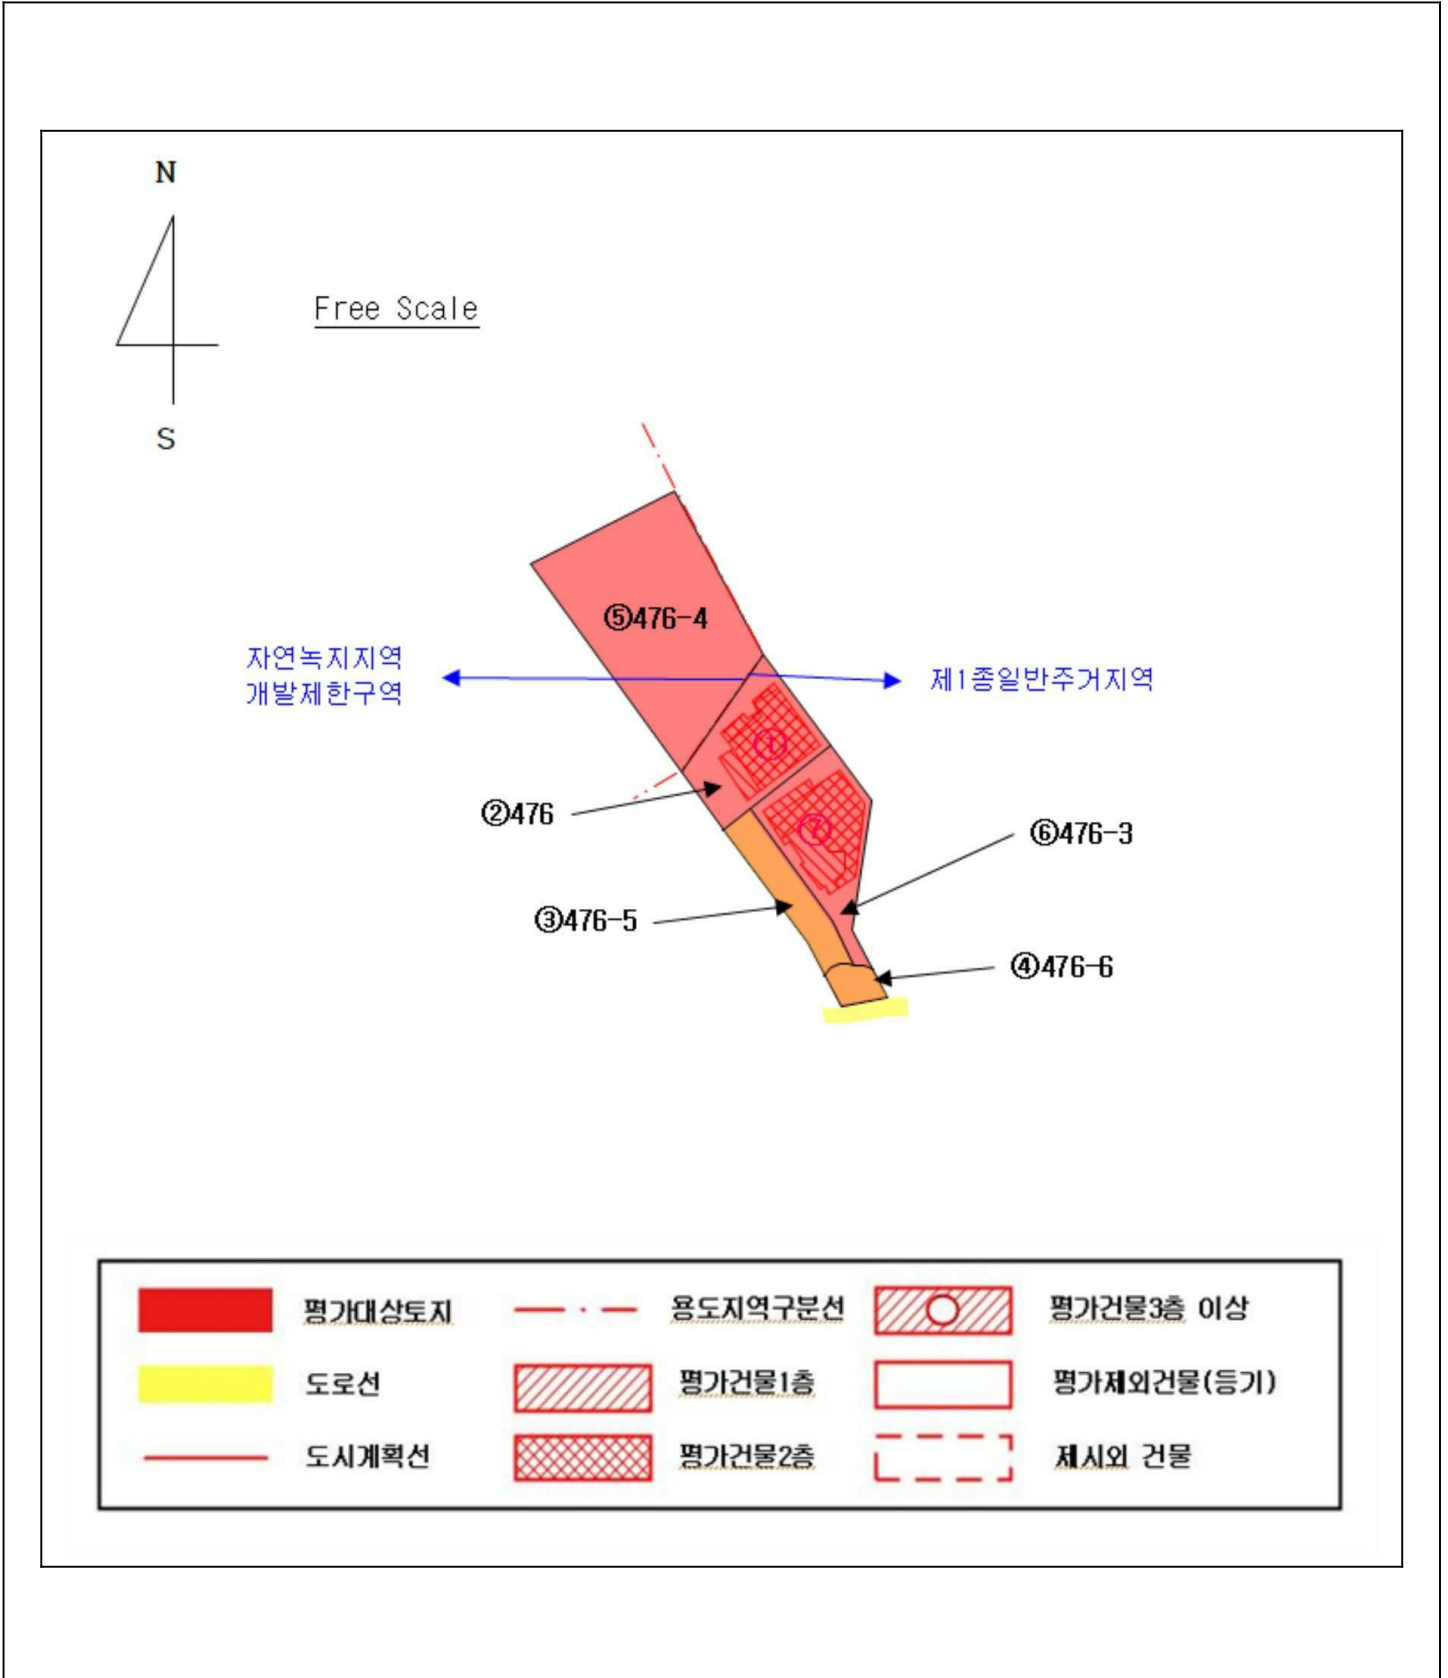 N
Free Scale
S
⑤476-4
자연녹지지역
개발제한구역
제1종일반주거지역
①
②476
⑦
⑥476-3
③476-5
④476-6
평가대상토지
용도지역구분선
평가건물3층 이상
도로선
평가건물1층
평가제외건물(등기)
도시계획선
평가건물2층
제시외 건물